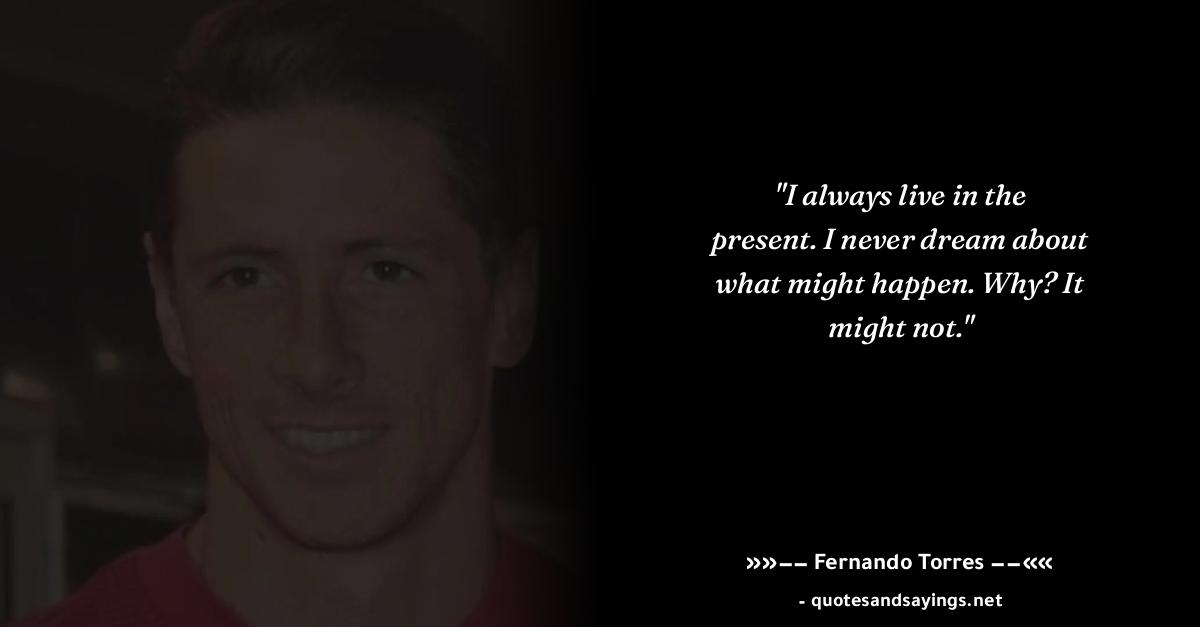 "I always live in the
present. I never dream about
what might happen. Why? It
might not."
»»–– Fernando Torres ––««
- quotesandsayings.net